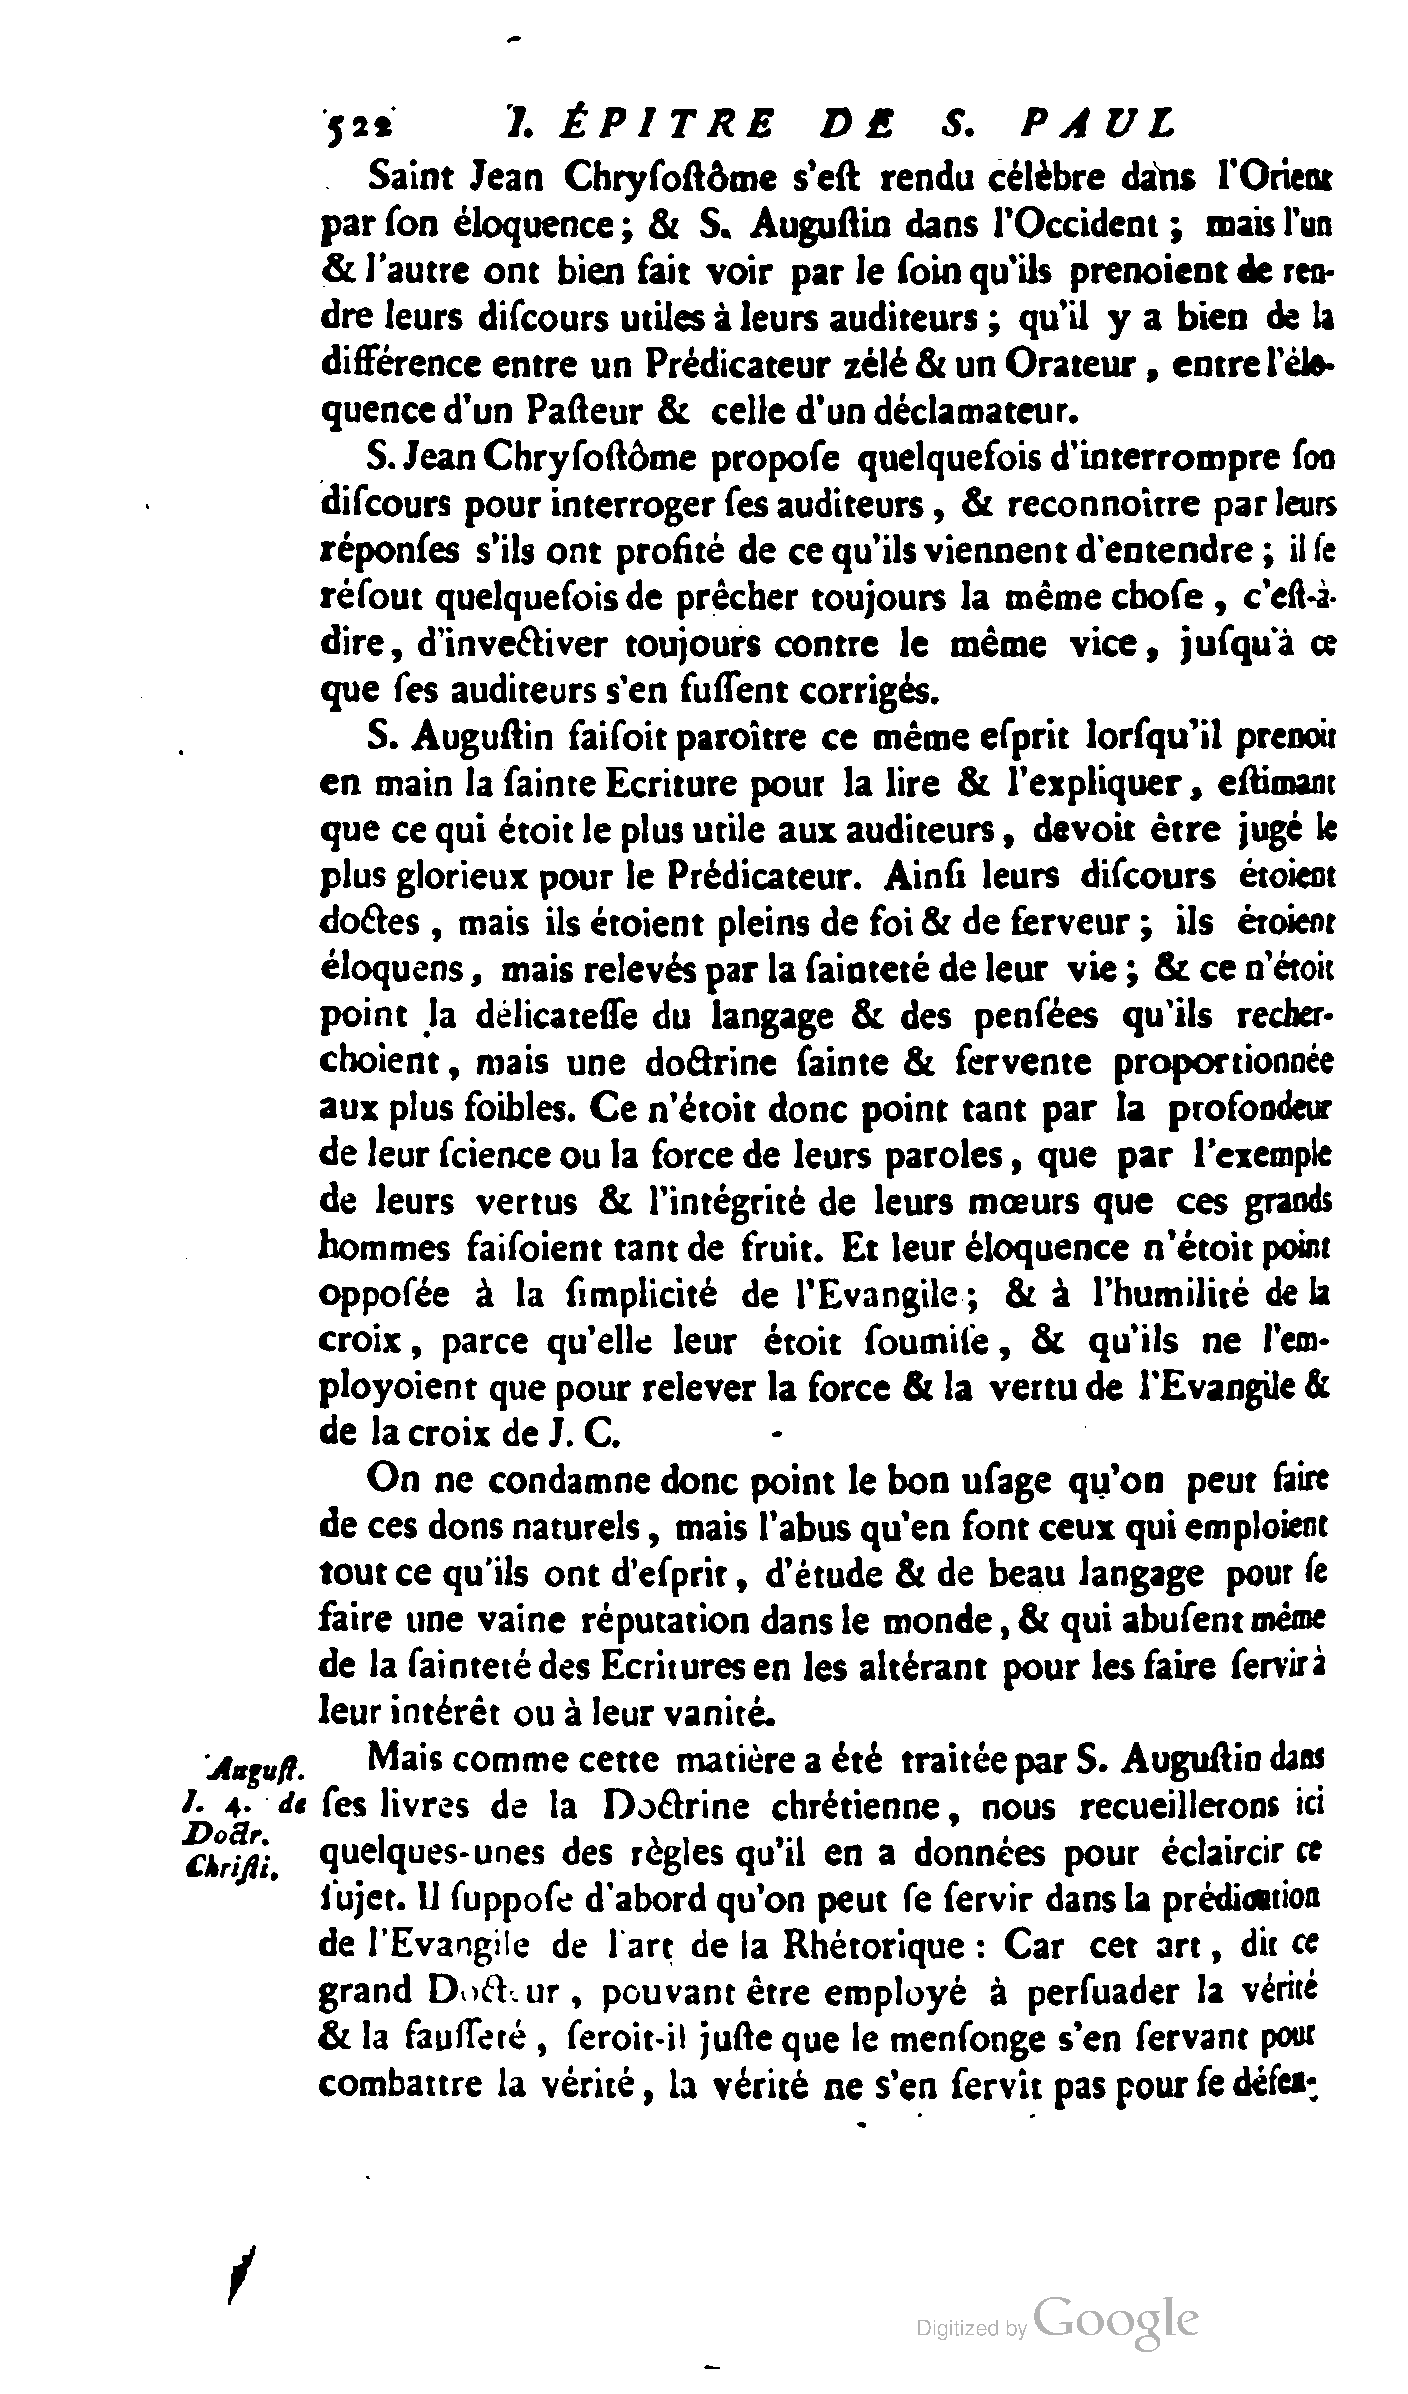 522 I. ÉPITRE DE S. PAUL
Saint Jean Chryſoſtôme s'eſt rendu célèbre dans l'Orient
par ſon éloquence ; & S. Auguſtin dans l'Occident ; mais l'un
& l'autre ont bien fait voir par le ſoin qu'ils prenoient de ren-
dre leurs diſcours utiles à leurs auditeurs ; qu'il y a bien de la
différence entre un Prédicateur zélé & un Orateur , entre l'élo-
quence d'un Paſteur & celle d'un déclamateur.
S. Jean Chryſoſtôme propoſe quelquefois d'interrompre ſon
diſcours pour interroger ſes auditeurs , & reconnoître par leurs
réponſes s'ils ont profité de ce qu'ils viennent d'entendre ; il ſe
réſout quelquefois de prêcher toujours la même choſe , c'eſt-à-
dire , d'invectiver toujours contre le même vice , juſqu'à ce
que ſes auditeurs s'en fuſſent corrigés.
S. Auguſtin faiſoit paroître ce même eſprit lorſqu'il prenoit
en main la ſainte Ecriture pour la lire & l'expliquer , eſtimant
que ce qui étoit le plus utile aux auditeurs , devoit être jugé le
plus glorieux pour le Prédicateur. Ainſi leurs diſcours étoient
doctes , mais ils étoient pleins de foi & de ferveur ; ils étoient
éloquens , mais relevés par la ſainteté de leur vie ; & ce n'étoit
point la délicateſſe du langage & des penſées qu'ils recher-
choient , mais une doctrine ſainte & fervente proportionnée
aux plus foibles. Ce n'étoit donc point tant par la profondeur
de leur ſcience ou la force de leurs paroles , que par l'exemple
de leurs vertus & l'intégrité de leurs mœurs que ces grands
hommes faiſoient tant de fruit. Et leur éloquence n'étoit point
oppoſée à la ſimplicité de l'Evangile ; & à l'humilité de la
croix , parce qu'elle leur étoit ſoumiſe , & qu'ils ne l'em-
ployoient que pour relever la force & la vertu de l'Evangile &
de la croix de J. C.
On ne condamne donc point le bon uſage qu'on peut faire
de ces dons naturels , mais l'abus qu'en font ceux qui emploient
tout ce qu'ils ont d'eſprit , d'étude & de beau langage pour ſe
faire une vaine réputation dans le monde , & qui abuſent même
de la ſainteté des Ecritures en les altérant pour les faire ſervir à
leur intérêt ou à leur vanité.
Mais comme cette matière a été traitée par S. Auguſtin dans
ſes livres de la Doctrine chrétienne , nous recueillerons ici
quelques-unes des règles qu'il en a données pour éclaircir ce
ſujet. Il ſuppoſe d'abord qu'on peut ſe ſervir dans la prédication
de l'Evangile de l'art de la Rhétorique : Car cet art , dit ce
grand Docteur , pouvant être employé à perſuader la vérité
& la fauſſeté , ſeroit-il juſte que le menſonge s'en ſervant pour
combattre la vérité , la vérité ne s'en ſervît pas pour ſe défen-
Auguſt.
l. 4. de
Doctr.
Chriſti.
Digitized by Google